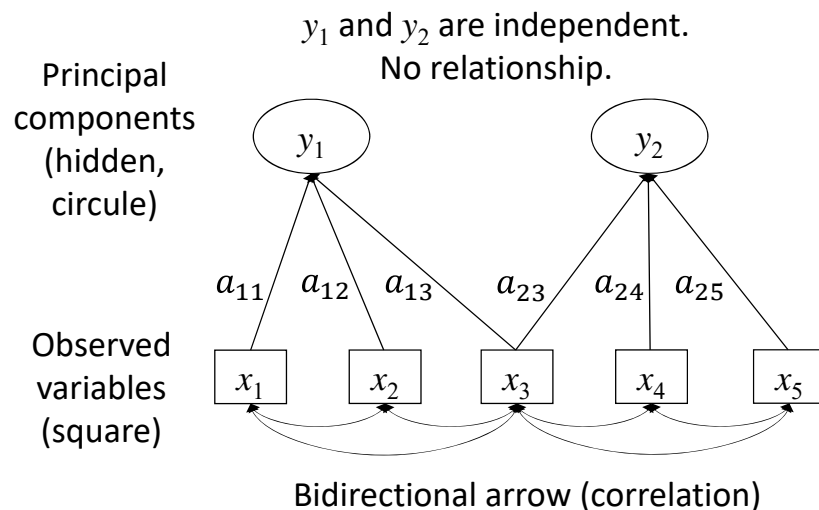 y₁ and y₂ are independent.
No relationship.
Principal
components
(hidden,
circule)
y₁
y₂
a₁₁
a₁₂
a₁₃
a₂₃
a₂₄
a₂₅
Observed
variables
(square)
x₁
x₂
x₃
x₄
x₅
Bidirectional arrow (correlation)